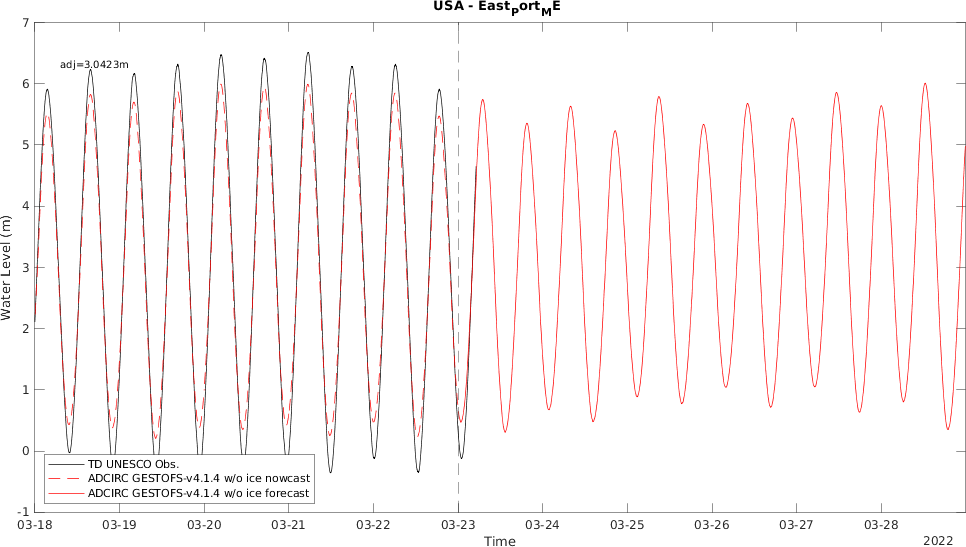 USA - EastPortME
7
adj=3.0423m
6
5
4
3
2
1
0
-1
Water Level (m)
TD UNESCO Obs.
ADCIRC GESTOFS-v4.1.4 w/o ice nowcast
ADCIRC GESTOFS-v4.1.4 w/o ice forecast
03-18 03-19 03-20 03-21 03-22 03-23 03-24 03-25 03-26 03-27 03-28
Time
2022